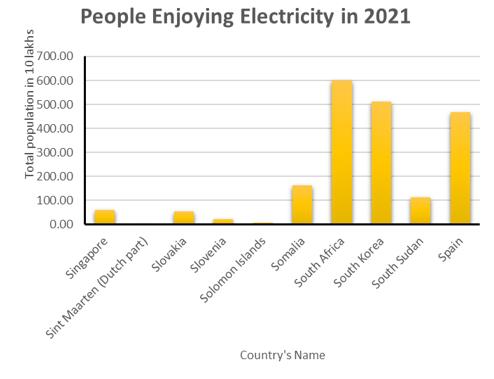 People Enjoying Electricity in 2021
Total population in 10 lakhs
700.00
600.00
500.00
400.00
300.00
200.00
100.00
0.00
Singapore
Sint Maarten (Dutch part)
Slovakia
Slovenia
Solomon Islands
Somalia
South Africa
South Korea
South Sudan
Spain
Country's Name